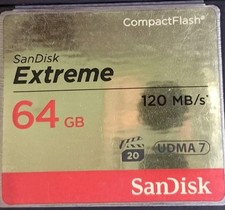 CompactFlash®
SanDisk
Extreme
120 MB/s*
64 GB
20
UDMA 7
SanDisk